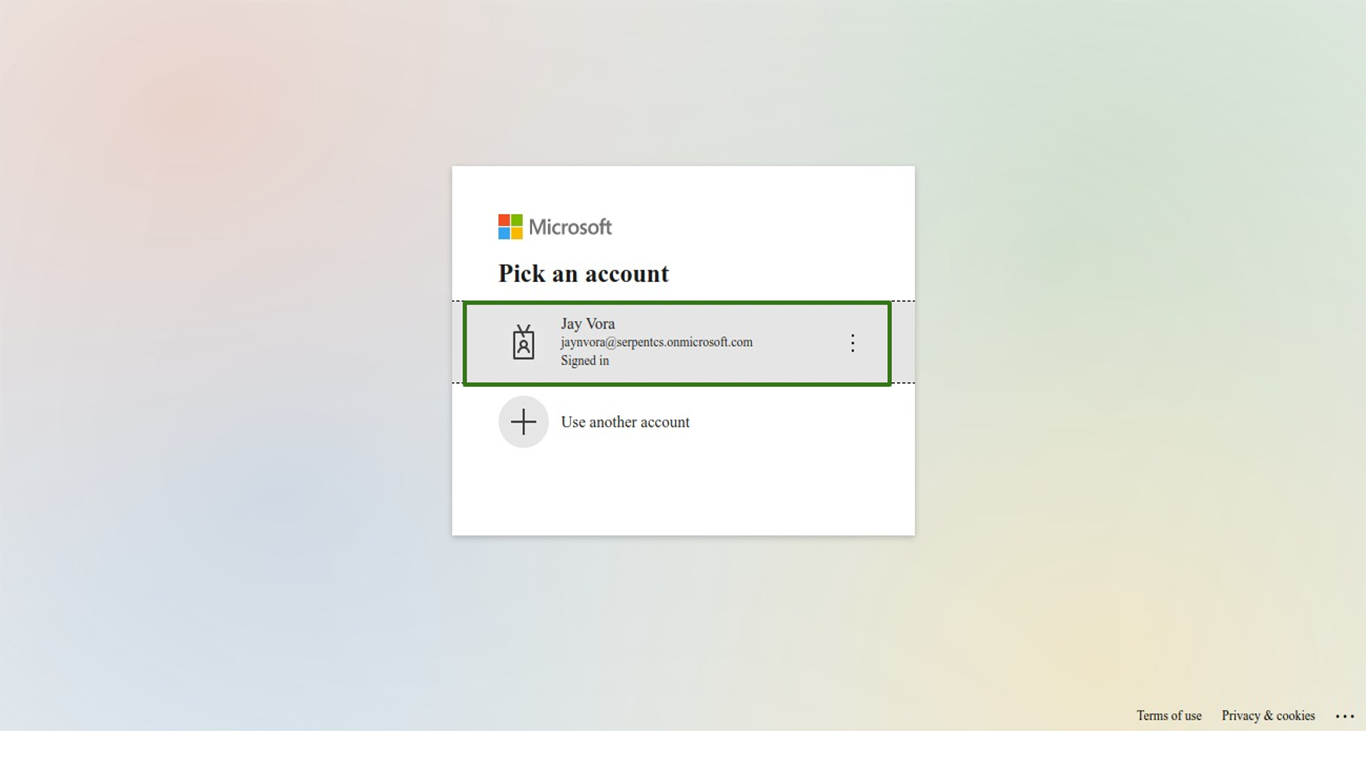 Microsoft
Pick an account
Jay Vora
jaynvora@serpentcs.onmicrosoft.com
Signed in
Use another account
Terms of use Privacy & cookies